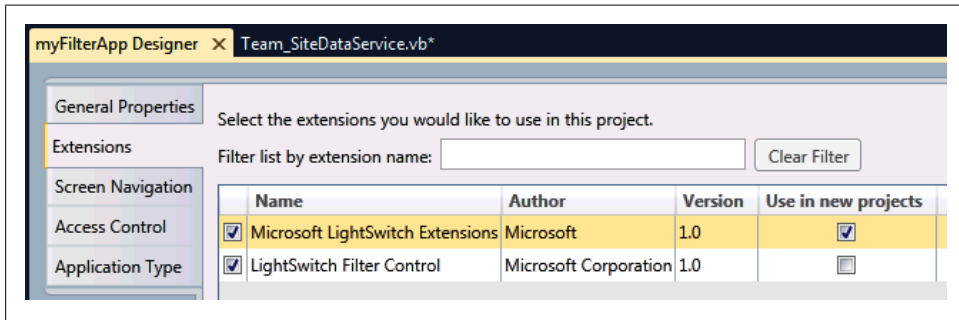 myFilterApp Designer Team_SiteDataService.vb*
General Properties
Extensions
Screen Navigation
Access Control
Application Type
Select the extensions you would like to use in this project.
Filter list by extension name: Clear Filter
Name Author Version Use in new projects
Microsoft LightSwitch Extensions Microsoft 1.0
LightSwitch Filter Control Microsoft Corporation 1.0